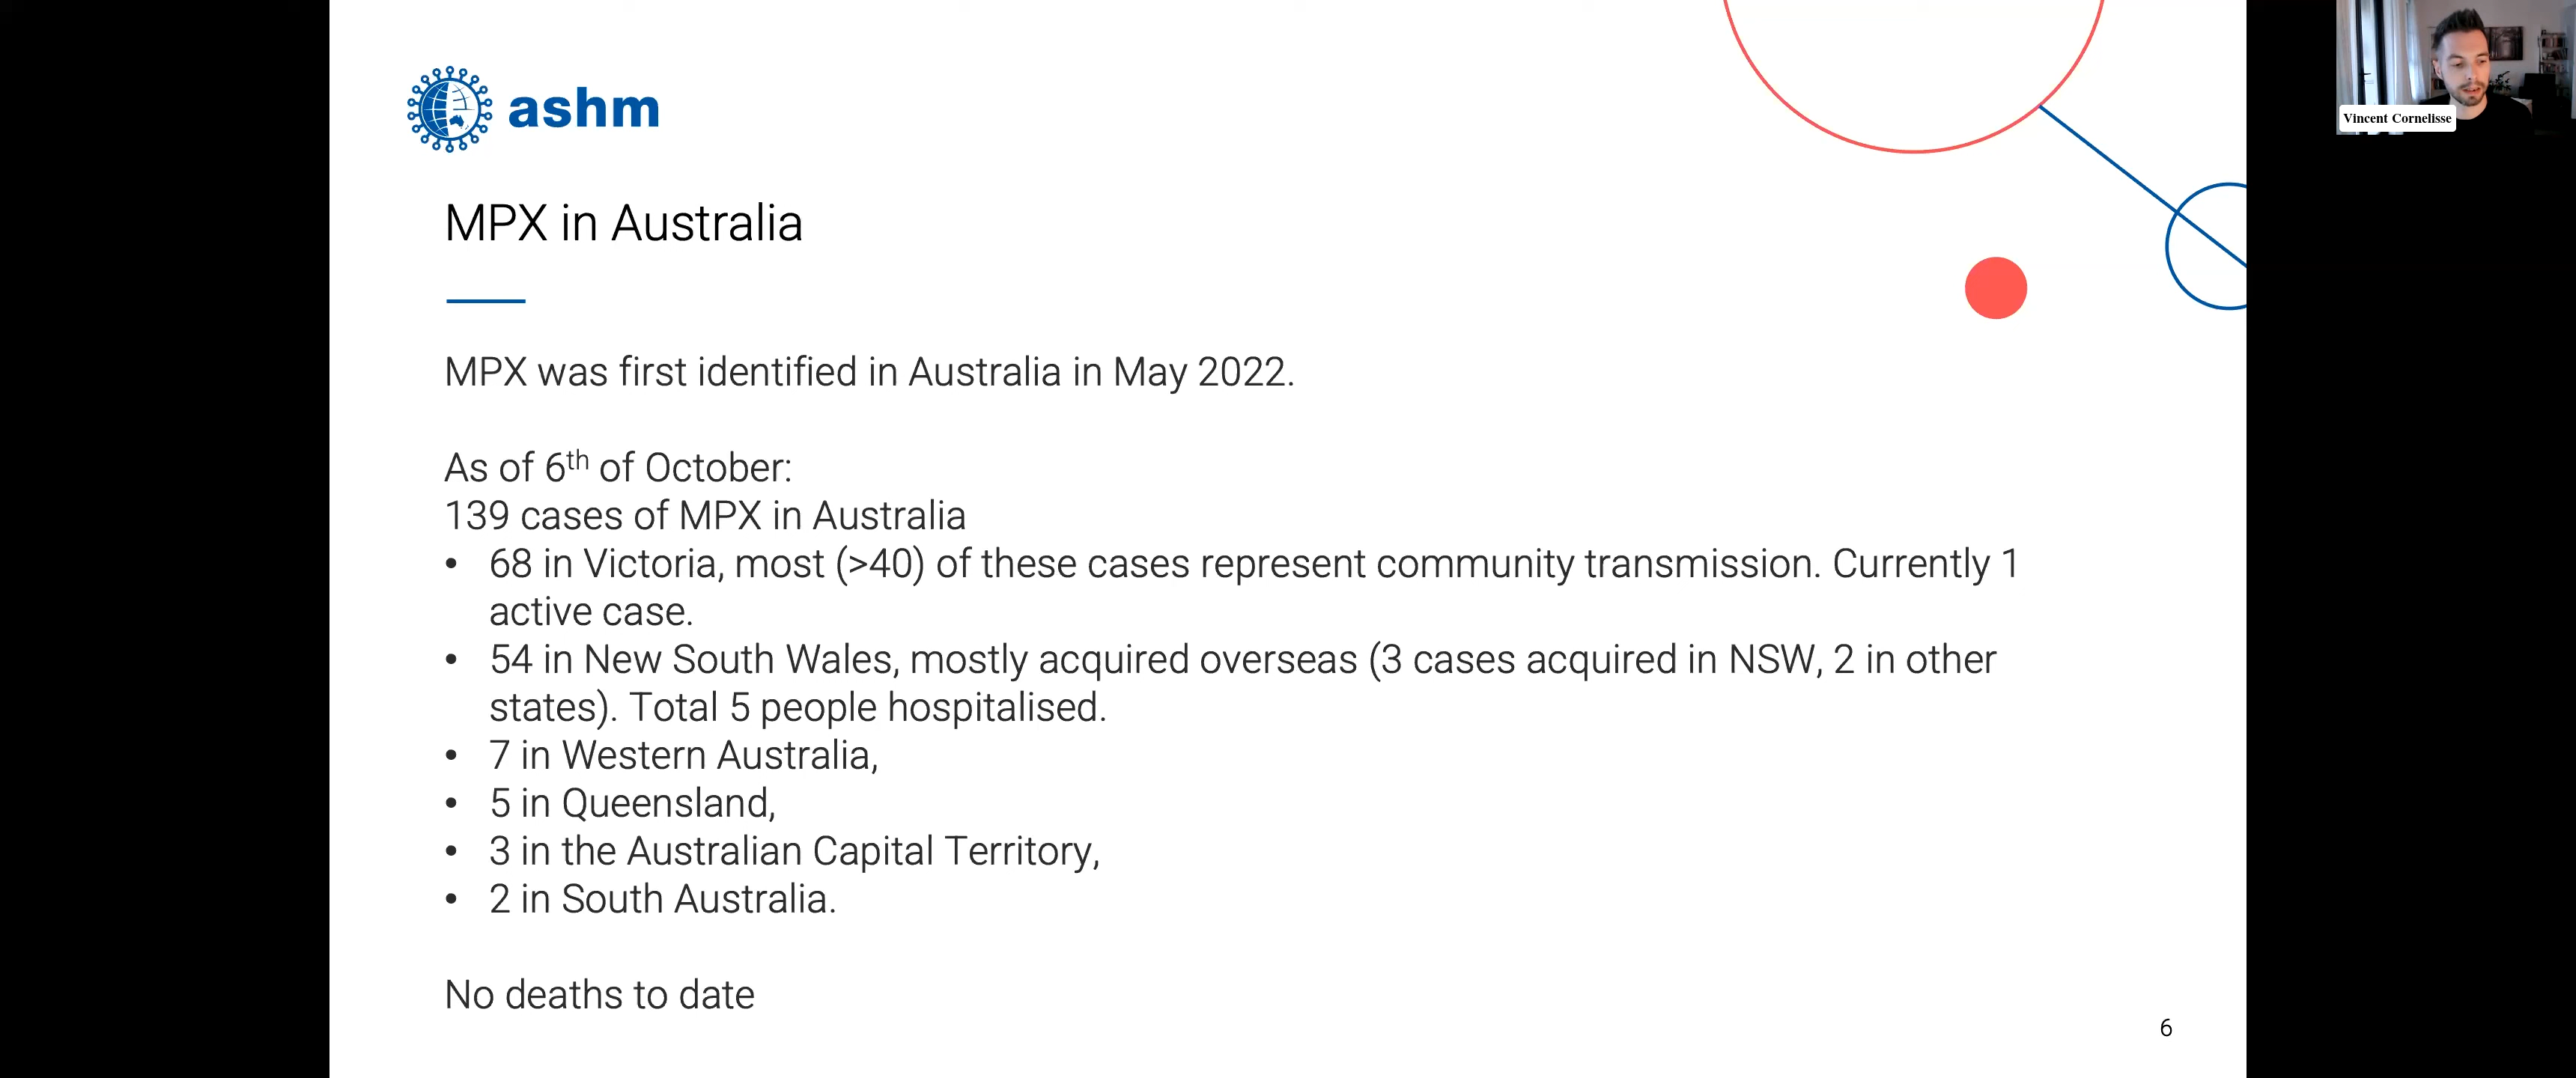 ashm
Vincent Cornelisse
MPX in Australia
MPX was first identified in Australia in May 2022.
As of 6th of October:
139 cases of MPX in Australia
• 68 in Victoria, most (>40) of these cases represent community transmission. Currently 1
active case.
• 54 in New South Wales, mostly acquired overseas (3 cases acquired in NSW, 2 in other
states). Total 5 people hospitalised.
• 7 in Western Australia,
• 5 in Queensland,
• 3 in the Australian Capital Territory,
• 2 in South Australia.
No deaths to date
6